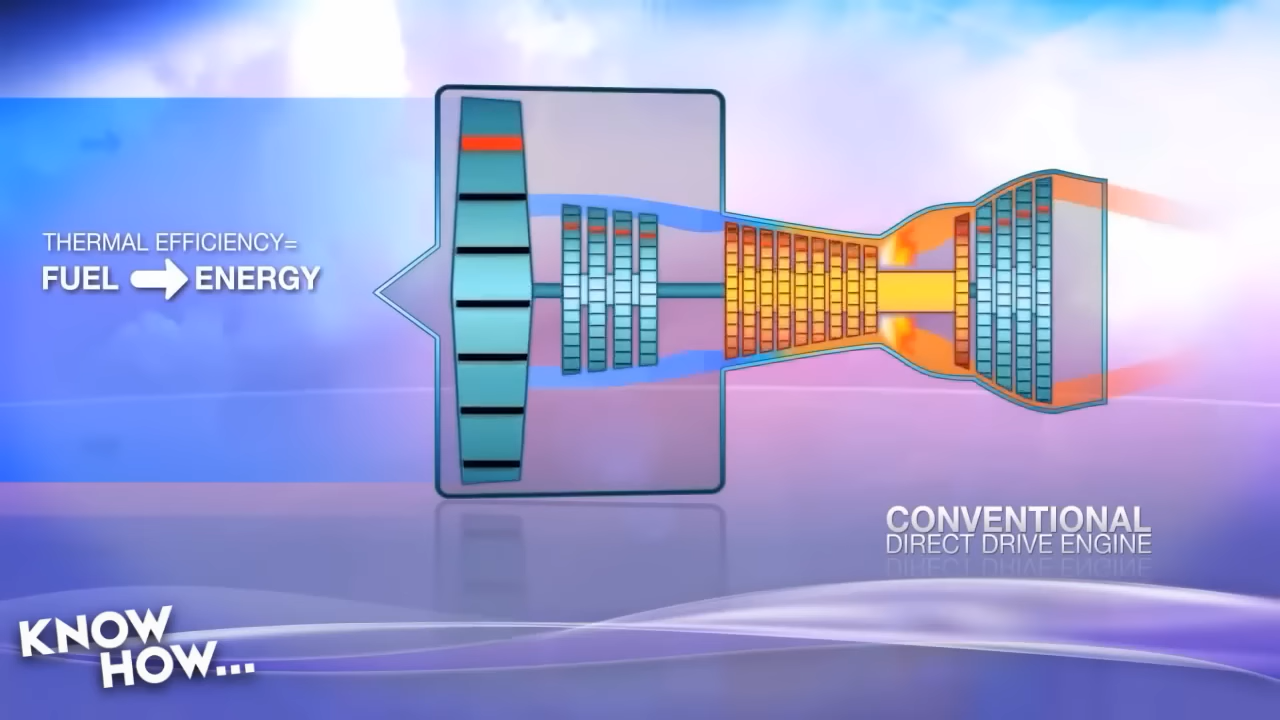 THERMAL EFFICIENCY=
FUEL ➡ ENERGY
CONVENTIONAL
DIRECT DRIVE ENGINE
KNOW
HOW...